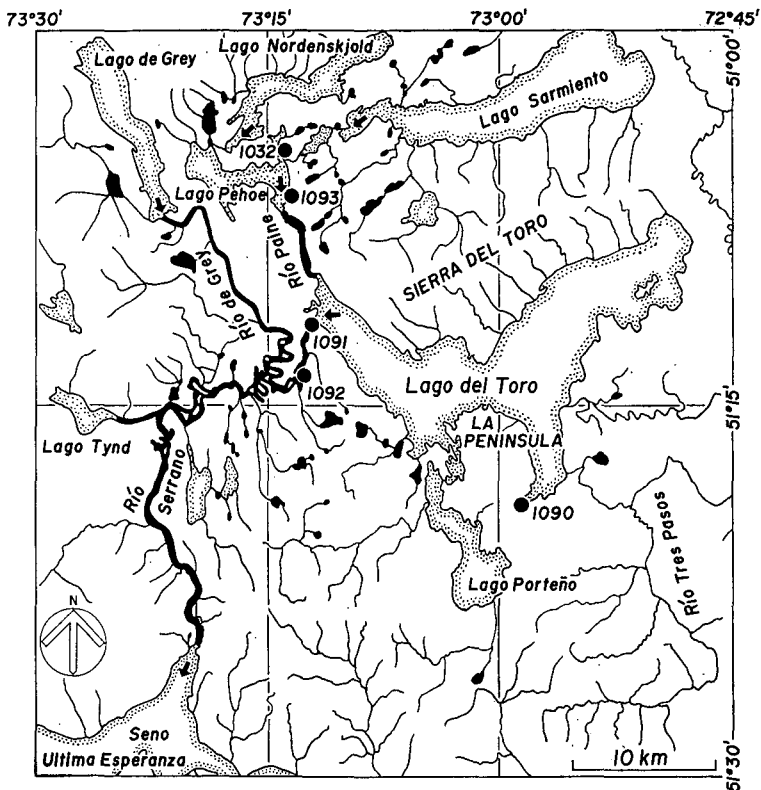 73°30'
73°15'
73°00'
72°45'
51°00'
Lago de Grey
Lago Nordenskjold
Lago Sarmiento
1032
Lago Pehoe
1093
Río Paine
SIERRA DEL TORO
Río de Grey
1091
Lago del Toro
1092
51°15'
LA
PENINSULA
Lago Tynd
Río
Serrano
1090
Río Tres Pasos
Lago Porteño
N
Seno
Ultima Esperanza
10 km
51°30'